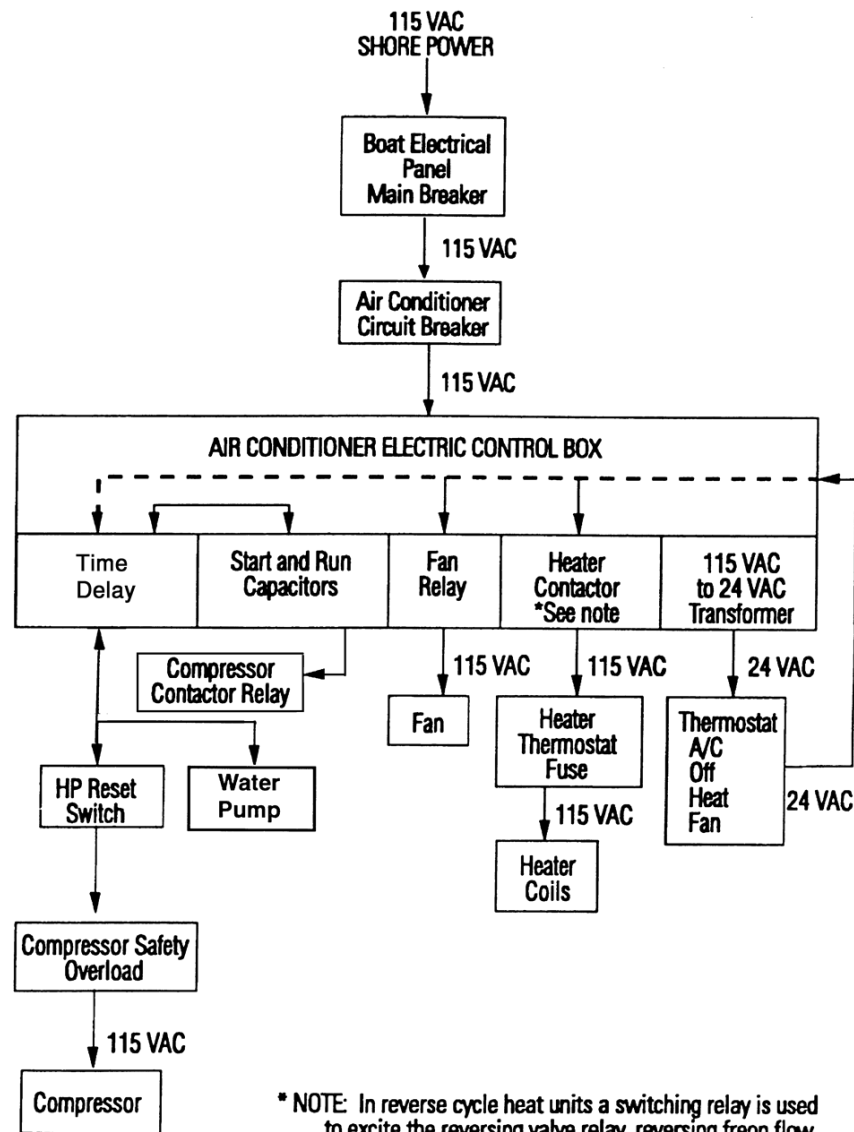 115 VAC
SHORE POWER
Boat Electrical
Panel
Main Breaker
115 VAC
Air Conditioner
Circuit Breaker
115 VAC
AIR CONDITIONER ELECTRIC CONTROL BOX
Time
Delay
Start and Run
Capacitors
Fan
Relay
Heater
Contactor
*See note
115 VAC
to 24 VAC
Transformer
Compressor
Contactor Relay
115 VAC
115 VAC
24 VAC
Fan
Heater
Thermostat
Fuse
Thermostat
A/C
Off
Heat
Fan
24 VAC
HP Reset
Switch
Water
Pump
115 VAC
Heater
Coils
Compressor Safety
Overload
115 VAC
Compressor
* NOTE: In reverse cycle heat units a switching relay is used
to excite the reversing valve relay, reversing freon flow.